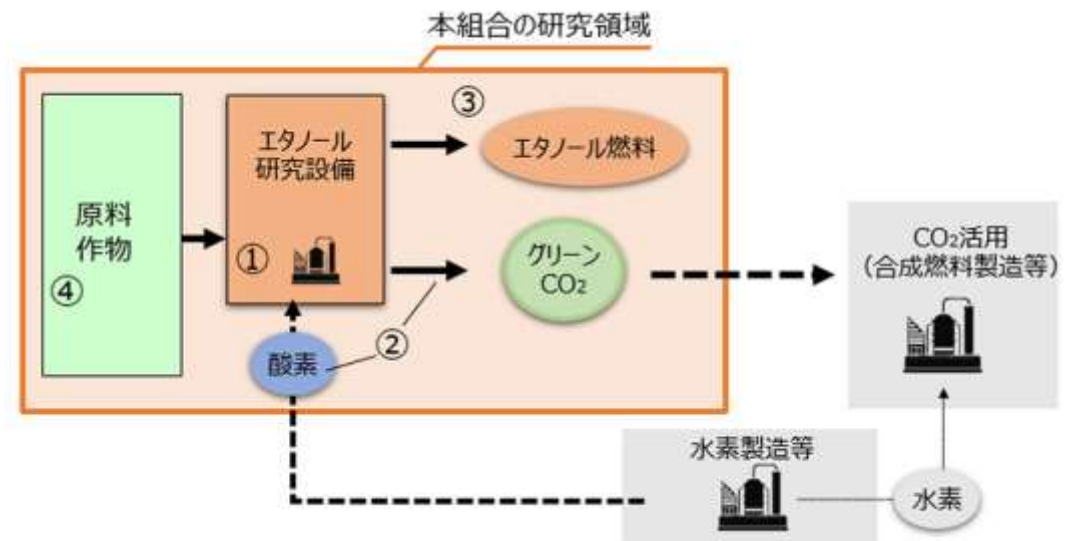 本組合の研究領域
③
エタノール
研究設備
エタノール燃料
原料
作物
①
④
グリーン
CO₂
②
酸素
CO₂活用
（合成燃料製造等）
水素製造等
水素